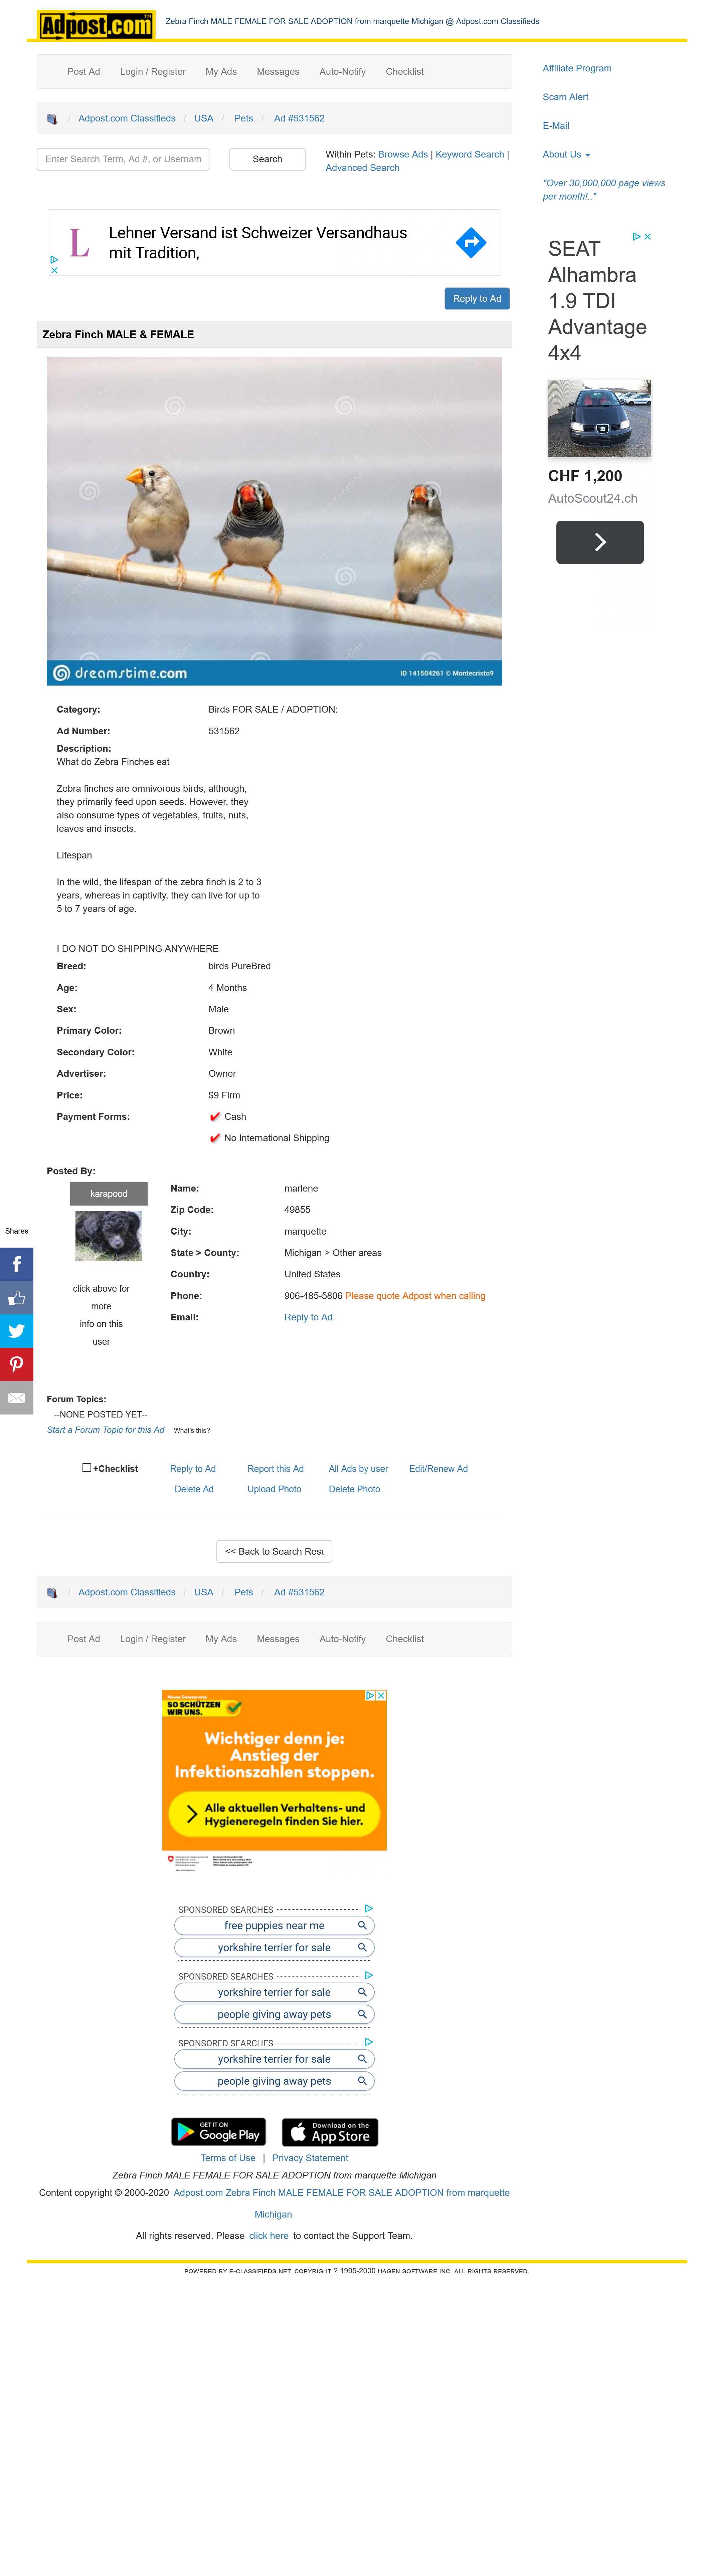 Adpost.com TM
Zebra Finch MALE FEMALE FOR SALE ADOPTION from marquette Michigan @ Adpost.com Classifieds
Post Ad Login / Register My Ads Messages Auto-Notify Checklist
/ Adpost.com Classifieds / USA / Pets / Ad #531562
Enter Search Term, Ad #, or Usernam
Search
Within Pets: Browse Ads | Keyword Search |
Advanced Search
Affiliate Program
Scam Alert
E-Mail
About Us
"Over 30,000,000 page views
per month!.."
L
Lehner Versand ist Schweizer Versandhaus
mit Tradition,
SEAT
Alhambra
1.9 TDI
Advantage
4x4
CHF 1,200
AutoScout24.ch
Reply to Ad
Zebra Finch MALE & FEMALE
dreamstime
dreamstime
dreamstime
dreamstime.com
ID 141504261 © Montecristo9
Category: Birds FOR SALE / ADOPTION:
Ad Number: 531562
Description:
What do Zebra Finches eat
Zebra finches are omnivorous birds, although,
they primarily feed upon seeds. However, they
also consume types of vegetables, fruits, nuts,
leaves and insects.
Lifespan
In the wild, the lifespan of the zebra finch is 2 to 3
years, whereas in captivity, they can live for up to
5 to 7 years of age.
I DO NOT DO SHIPPING ANYWHERE
Breed: birds PureBred
Age: 4 Months
Sex: Male
Primary Color: Brown
Secondary Color: White
Advertiser: Owner
Price: $9 Firm
Payment Forms: Cash
No International Shipping
Posted By:
karapood
click above for
more
info on this
user
Name: marlene
Zip Code: 49855
City: marquette
State > County: Michigan > Other areas
Country: United States
Phone: 906-485-5806 Please quote Adpost when calling
Email: Reply to Ad
Shares
Forum Topics:
--NONE POSTED YET--
Start a Forum Topic for this Ad What's this?
+Checklist Reply to Ad Report this Ad All Ads by user Edit/Renew Ad
Delete Ad Upload Photo Delete Photo
<< Back to Search Resu
/ Adpost.com Classifieds / USA / Pets / Ad #531562
Post Ad Login / Register My Ads Messages Auto-Notify Checklist
Neues Coronavirus
SO SCHÜTZEN
WIR UNS.
Wichtiger denn je:
Anstieg der
Infektionszahlen stoppen.
Alle aktuellen Verhaltens- und
Hygieneregeln finden Sie hier.
SPONSORED SEARCHES
free puppies near me
yorkshire terrier for sale
SPONSORED SEARCHES
yorkshire terrier for sale
people giving away pets
SPONSORED SEARCHES
yorkshire terrier for sale
people giving away pets
GET IT ON
Google Play
Download on the
App Store
Terms of Use | Privacy Statement
Zebra Finch MALE FEMALE FOR SALE ADOPTION from marquette Michigan
Content copyright © 2000-2020 Adpost.com Zebra Finch MALE FEMALE FOR SALE ADOPTION from marquette
Michigan
All rights reserved. Please click here to contact the Support Team.
POWERED BY E-CLASSIFIEDS.NET. COPYRIGHT ? 1995-2000 HAGEN SOFTWARE INC. ALL RIGHTS RESERVED.